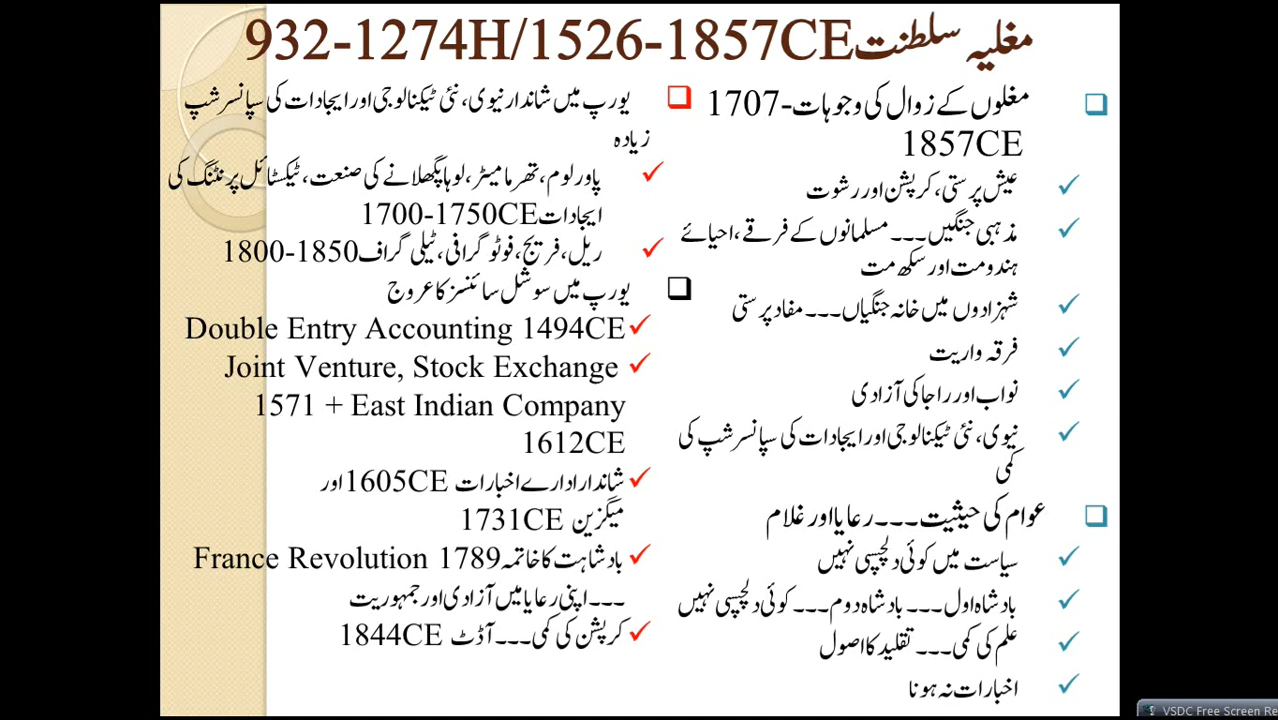 مغلیہ سلطنت932-1274H/1526-1857CE
مغلوں کے زوال کی وجوہات-1707
1857CE
عیش پرستی، کرپشن اور رشوت
مذہبی جنگیں۔۔۔ مسلمانوں کے فرقے، احیائے
ہندومت اور سکھ مت
شہزادوں میں خانہ جنگیاں۔۔۔ مفاد پرستی
فرقہ واریت
نواب اور راجا کی آزادی
نیوی، نئی ٹیکنالوجی اور ایجادات کی سپانسرشپ کی
کمی
عوام کی حیثیت۔۔۔ رعایا اور غلام
سیاست میں کوئی دلچسپی نہیں
بادشاہ اول۔۔۔ بادشاہ دوم۔۔۔ کوئی دلچسپی نہیں
علم کی کمی۔۔۔ تقلید کا اصول
اخبارات نہ ہونا
یورپ میں شاندار نیوی، نئی ٹیکنالوجی اور ایجادات کی سپانسرشپ
زیادہ
پاور لوم، تھرمامیٹر، لوہا پگھلانے کی صنعت، ٹیکسٹائل پرنٹنگ کی
ایجادات1700-1750CE
ریل، فریج، فوٹو گرافی، ٹیلی گراف1800-1850
یورپ میں سوشل سائنسز کا عروج
Double Entry Accounting 1494CE
Joint Venture, Stock Exchange
1571 + East Indian Company
1612CE
شاندار ادارے اخبارات 1605CE اور
میگزین 1731CE
بادشاہت کا خاتمہ France Revolution 1789
۔۔۔ اپنی رعایا میں آزادی اور جمہوریت
کرپشن کی کمی۔۔۔ آڈٹ 1844CE
VSDC Free Screen Re